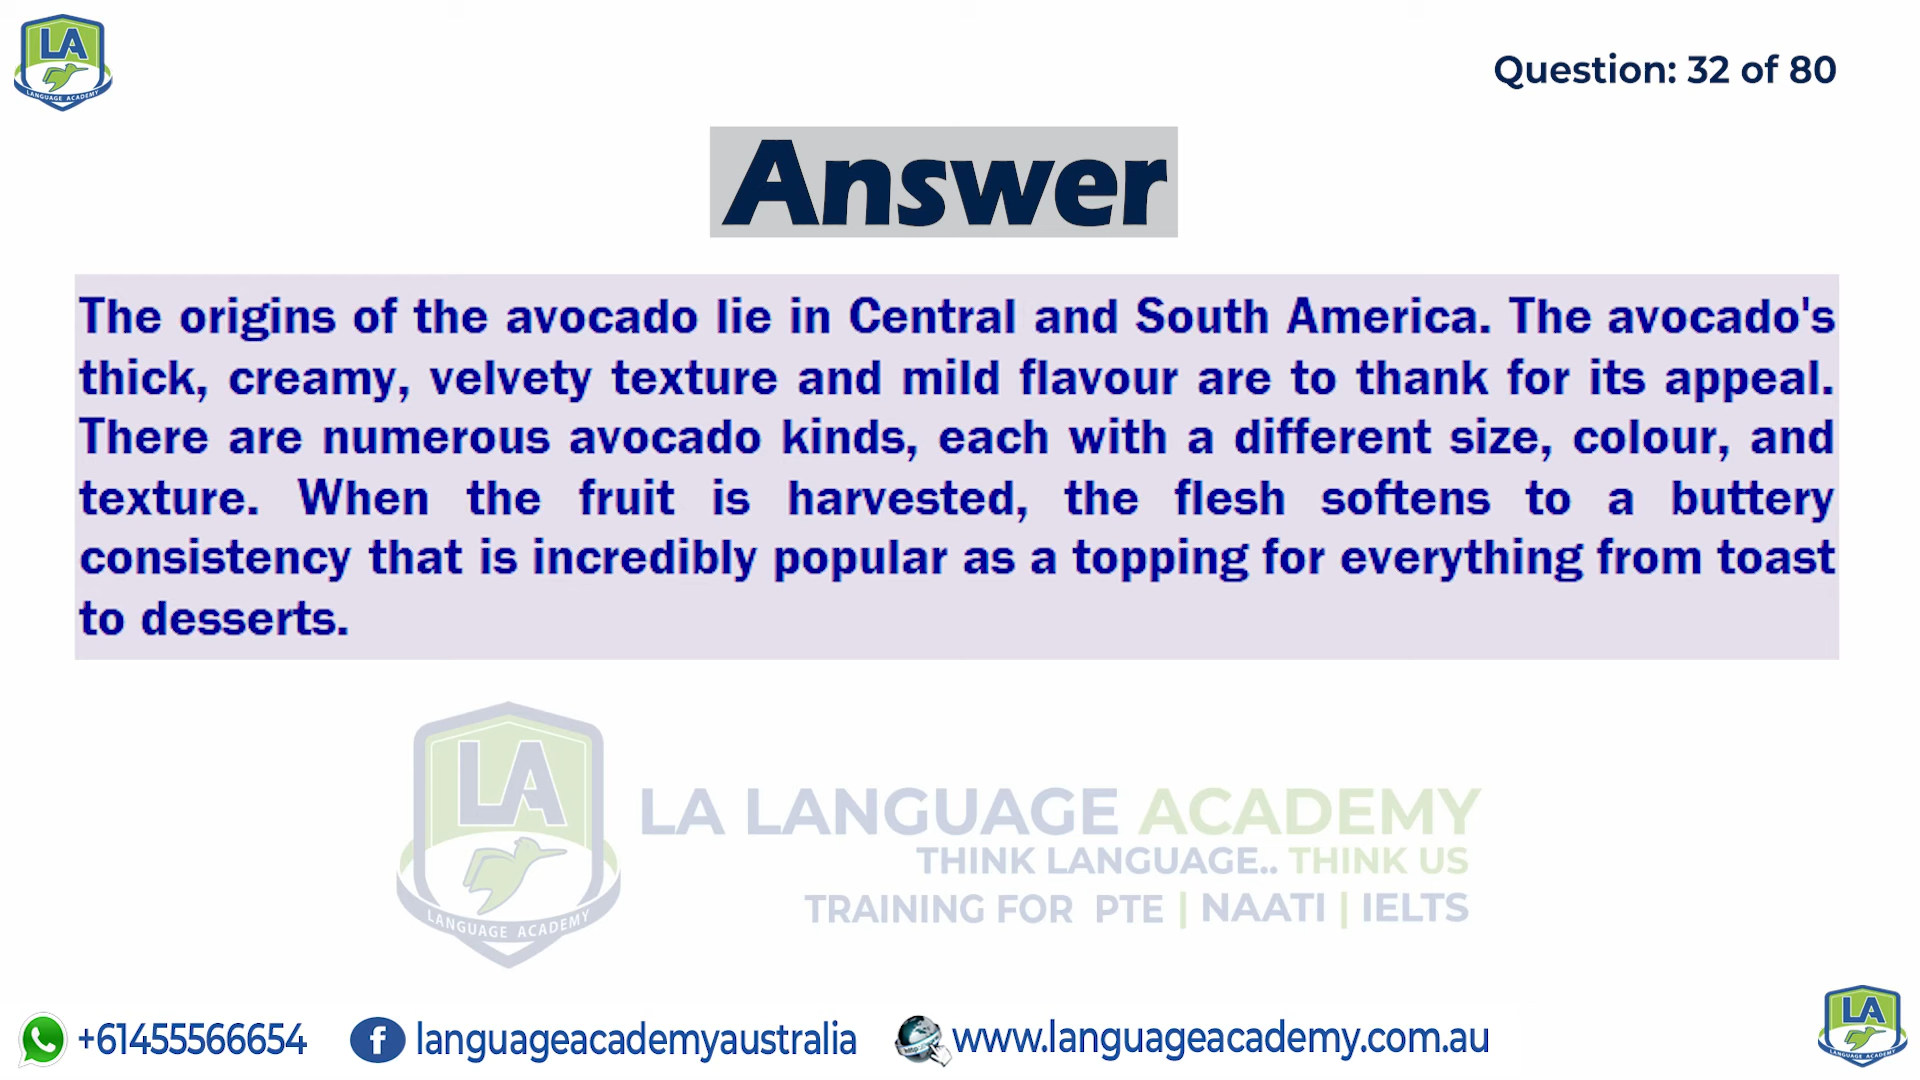 LA
LANGUAGE ACADEMY
Question: 32 of 80
Answer
The origins of the avocado lie in Central and South America. The avocado's
thick, creamy, velvety texture and mild flavour are to thank for its appeal.
There are numerous avocado kinds, each with a different size, colour, and
texture. When the fruit is harvested, the flesh softens to a buttery
consistency that is incredibly popular as a topping for everything from toast
to desserts.
LA
LANGUAGE ACADEMY
LA LANGUAGE ACADEMY
THINK LANGUAGE.. THINK US
TRAINING FOR PTE | NAATI | IELTS
+61455566654
f
languageacademyaustralia
http:
www.languageacademy.com.au
LA
LANGUAGE ACADEMY